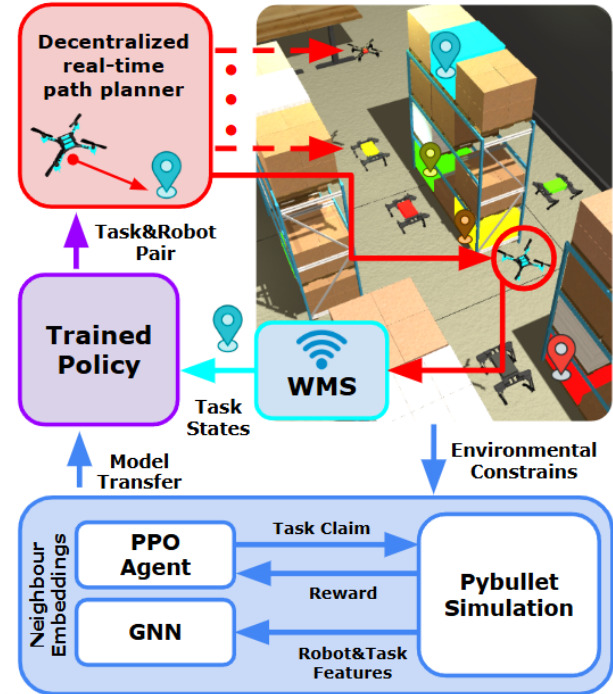 Decentralized
real-time
path planner
Task&Robot
Pair
Trained
Policy
WMS
Task
States
Model
Transfer
Environmental
Constrains
Neighbour
Embeddings
PPO
Agent
GNN
Task Claim
Reward
Robot&Task
Features
Pybullet
Simulation